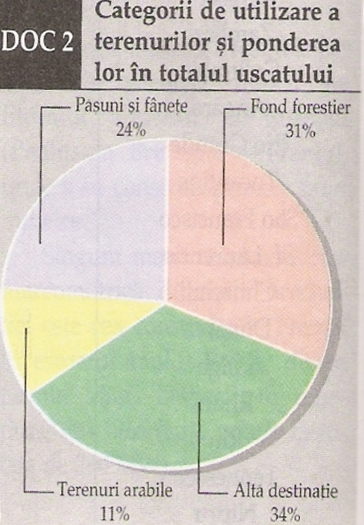 DOC 2
Categorii de utilizare a
terenurilor și ponderea
lor în totalul uscatului
Pasuni și fânețe
24%
Fond forestier
31%
Terenuri arabile
11%
Altă destinație
34%